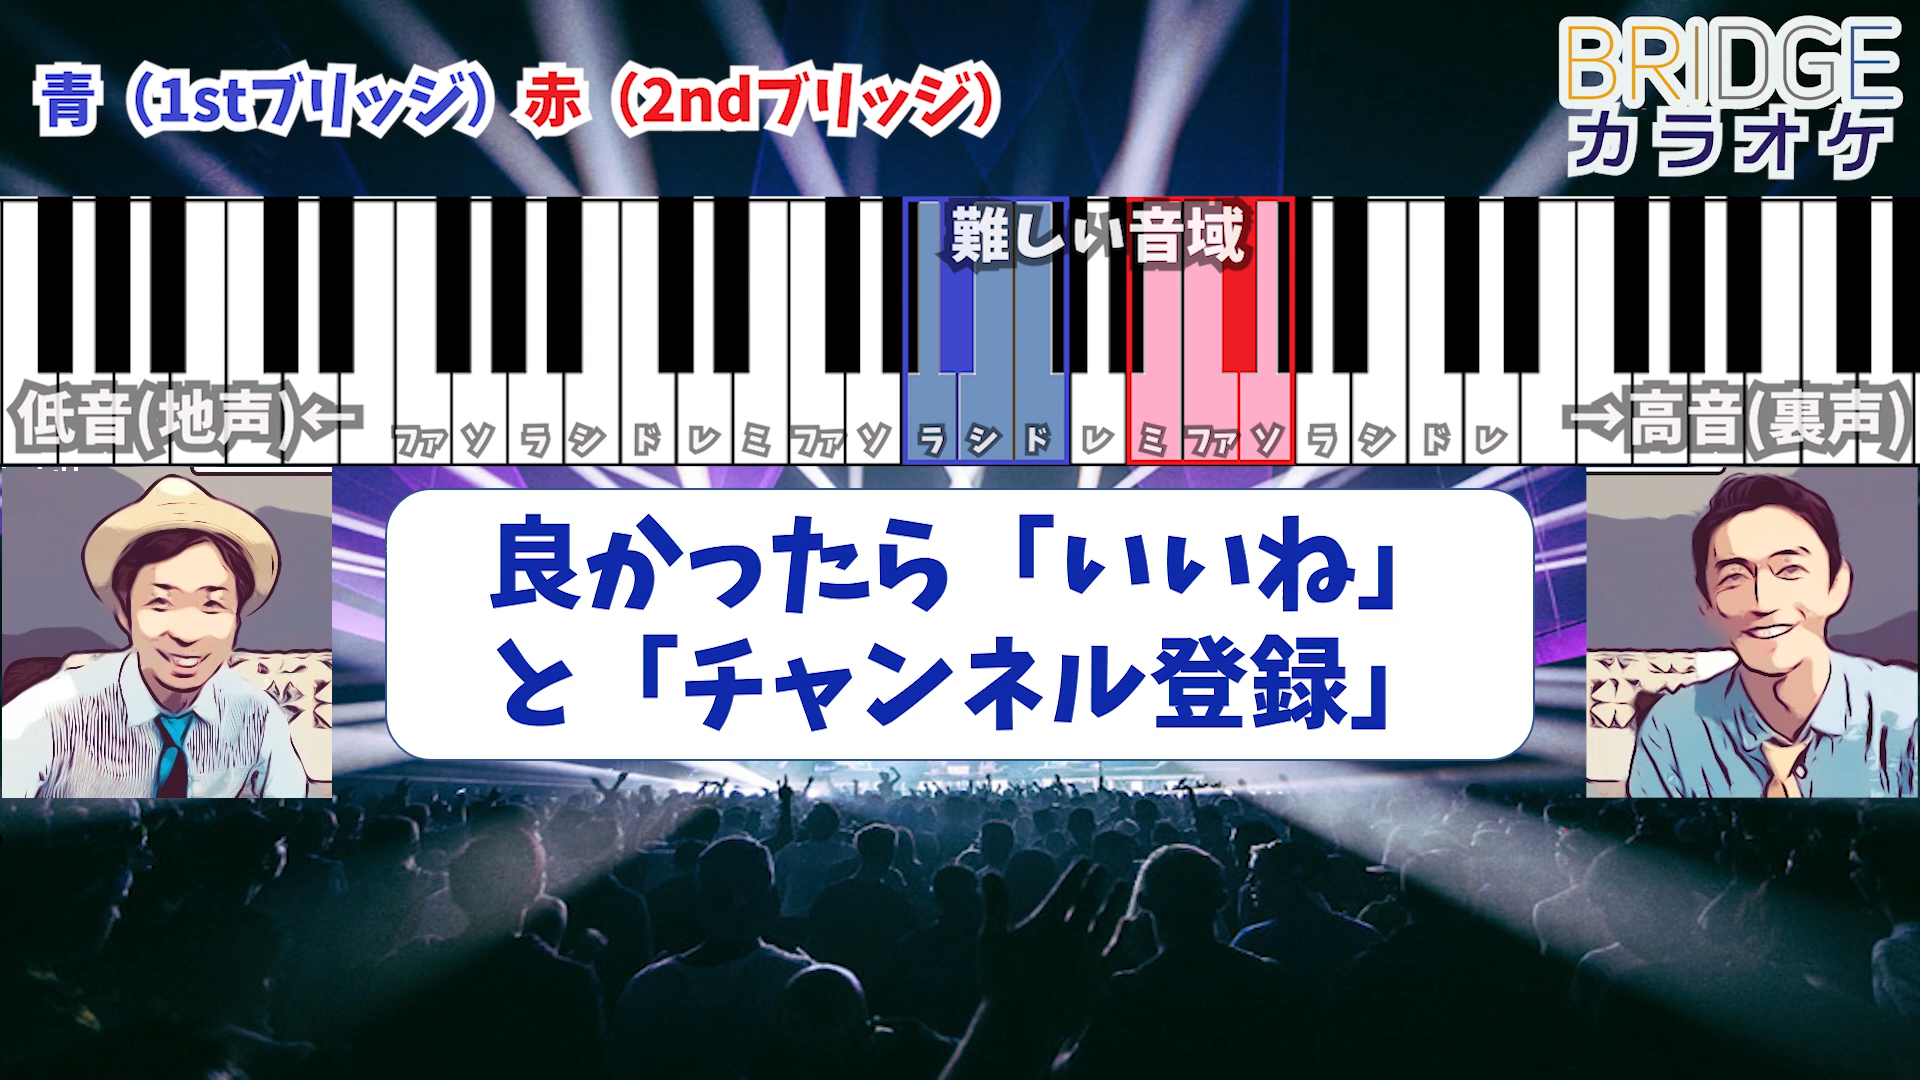 BRIDGE
カラオケ
青（1stブリッジ）赤（2ndブリッジ）
難しい音域
低音(地声)←
→高音(裏声)
ファ ソ ラ シ ド レ ミ ファ ソ ラ シ ド レ ミ ファ ソ ラ シ ド レ
良かったら「いいね」
と「チャンネル登録」